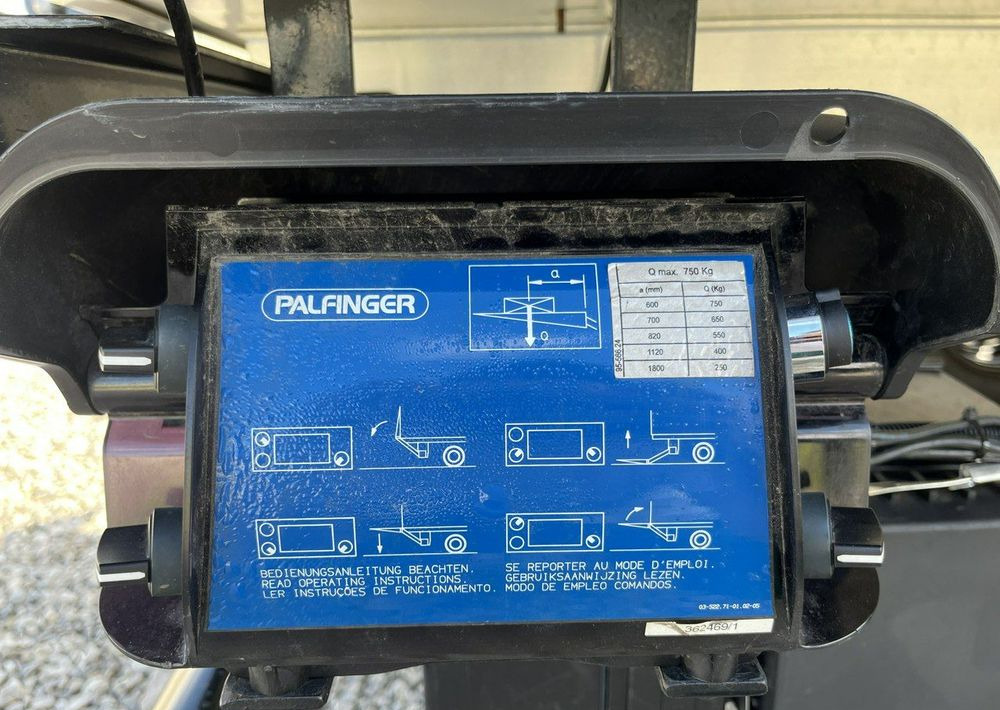 PALFINGER
a
Q
Q max. 750 Kg
a (mm) Q (Kg)
600 750
700 650
820 550
1120 400
1800 250
95-566.24
BEDIENUNGSANLEITUNG BEACHTEN.
READ OPERATING INSTRUCTIONS.
LER INSTRUÇOES DE FUNCIONAMENTO.
SE REPORTER AU MODE D'EMPLOI.
GEBRUIKSAANWIJZING LEZEN.
MODO DE EMPLEO COMANDOS.
03-522.71-01.02-05
362469/1